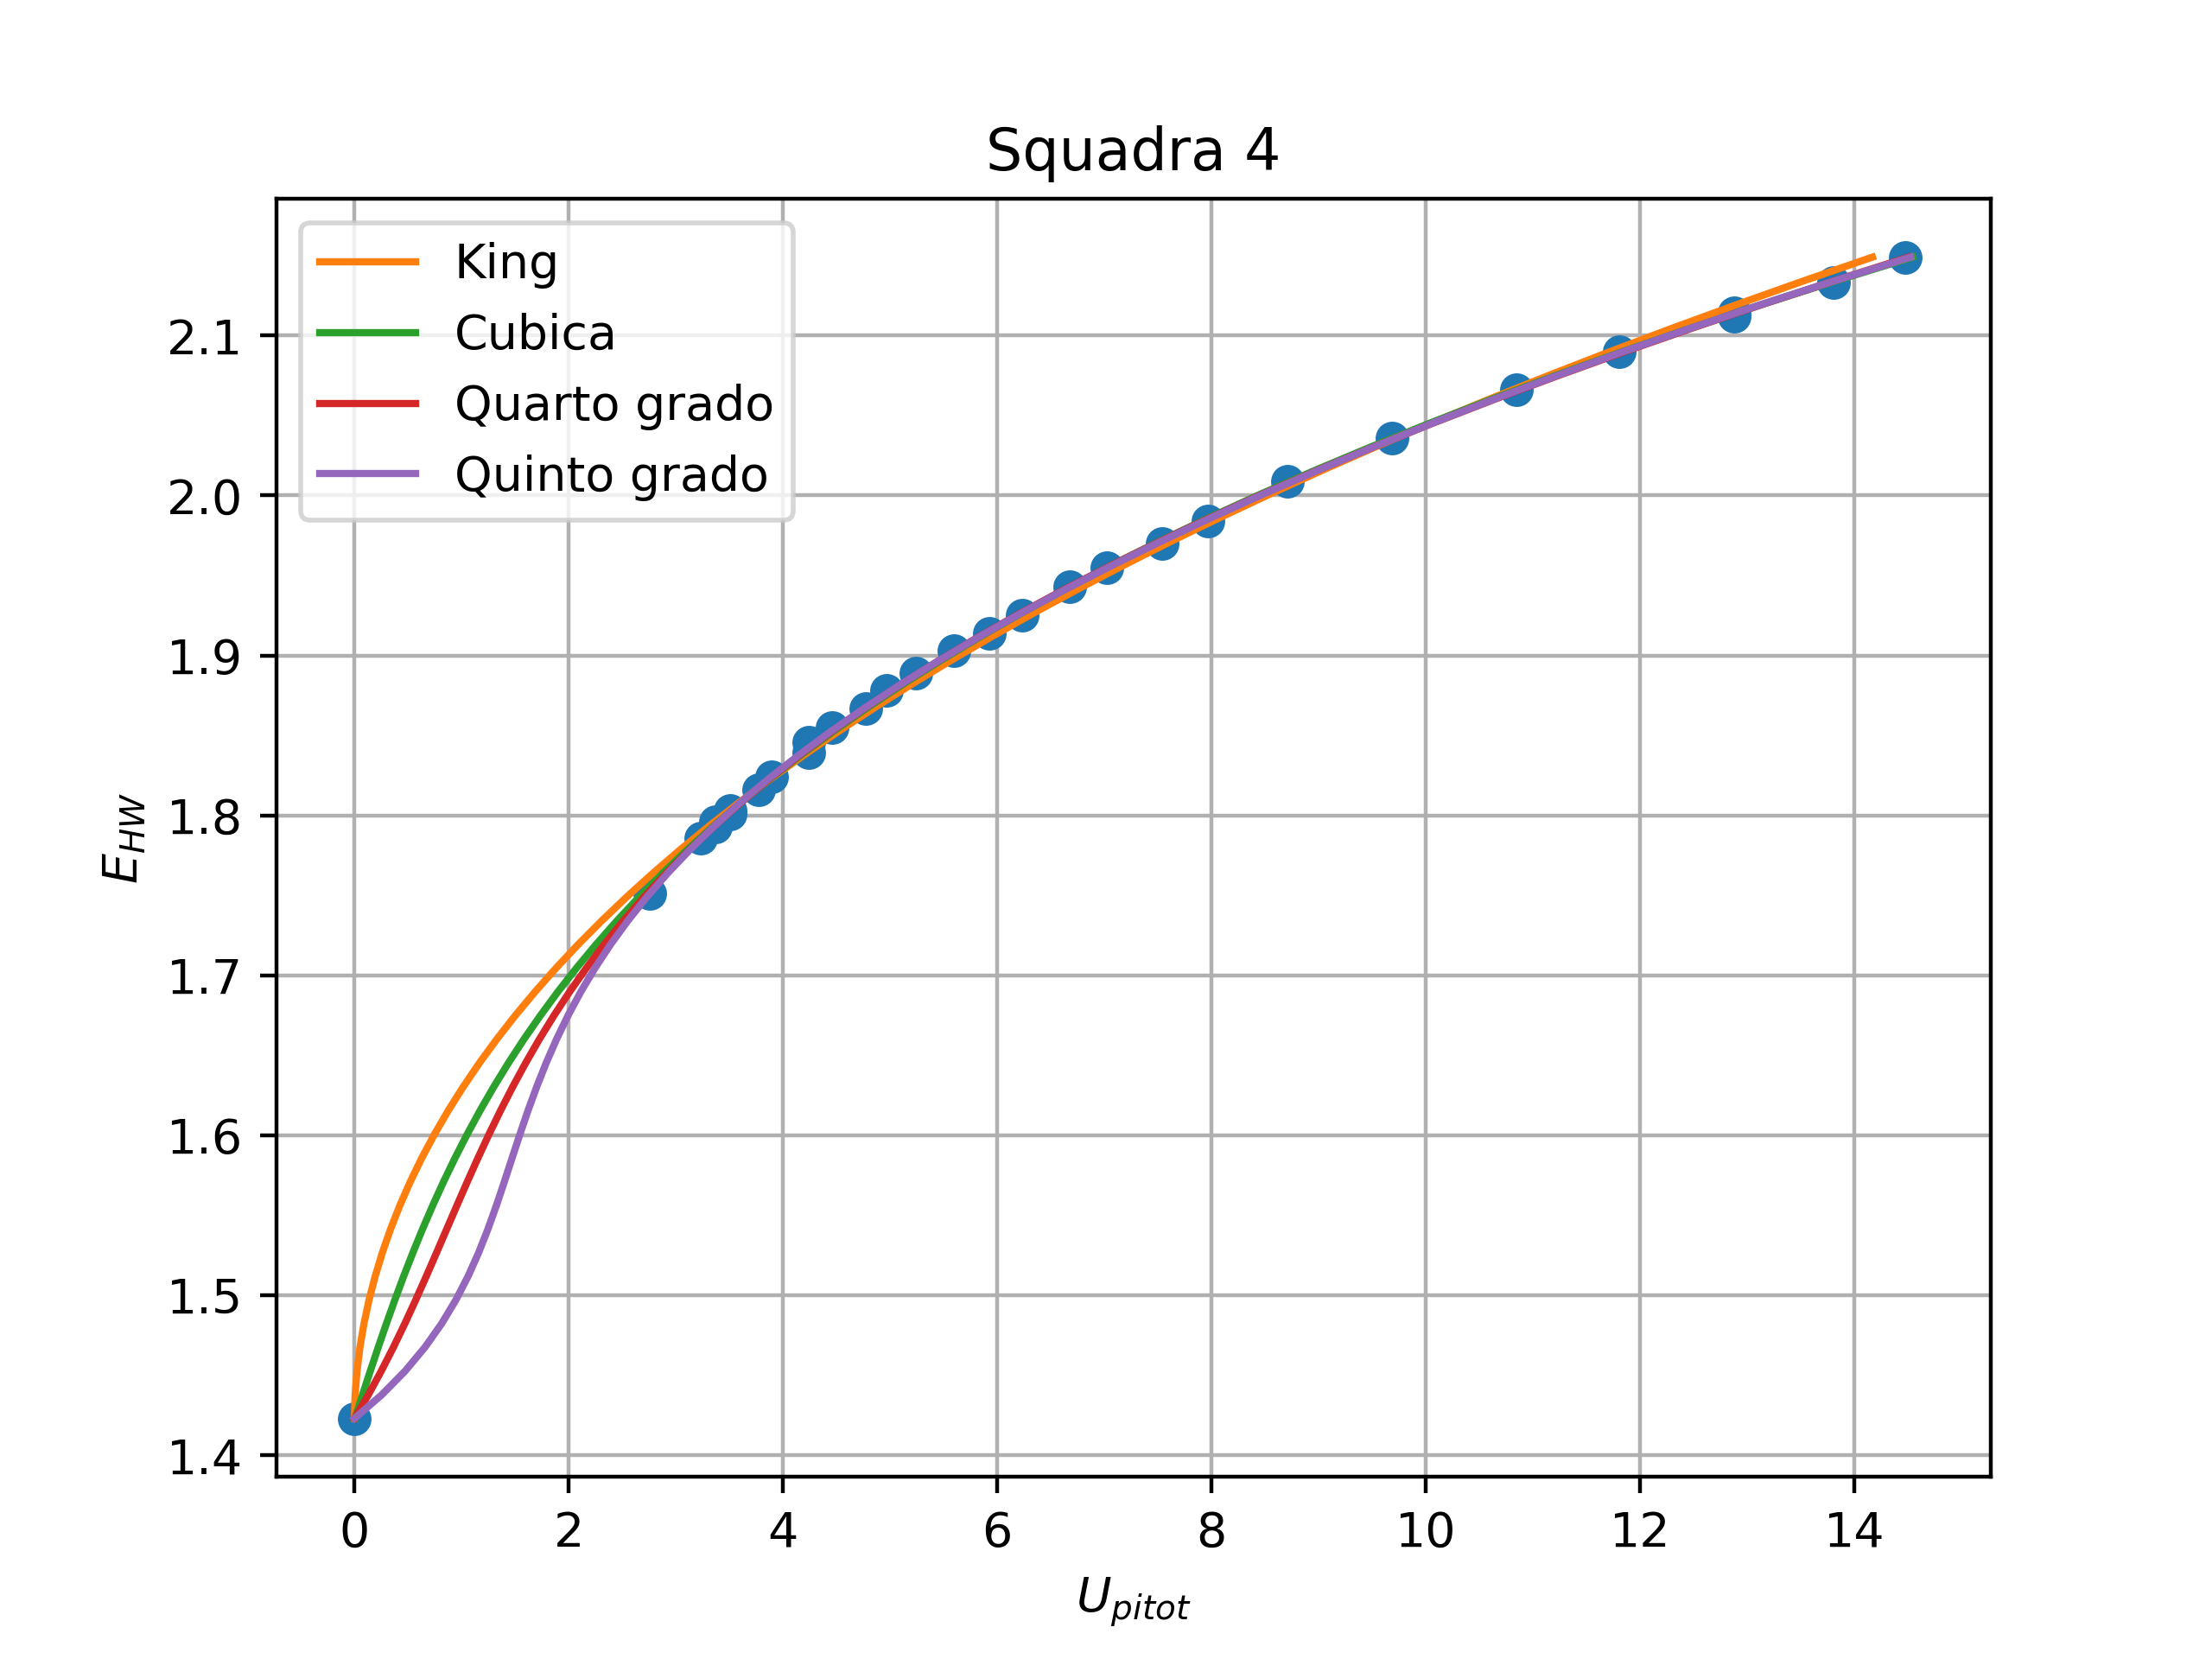 Squadra 4
King
Cubica
Quarto grado
Quinto grado
2.1
2.0
1.9
1.8
1.7
1.6
1.5
1.4
E_HW
0 2 4 6 8 10 12 14
U_pitot